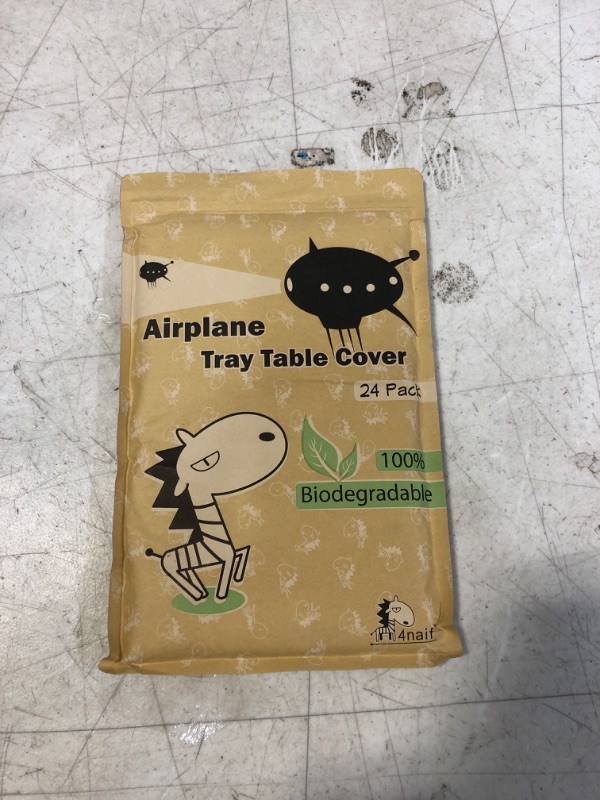 Airplane
Tray Table Cover
24 Pack
100%
Biodegradable
4naif